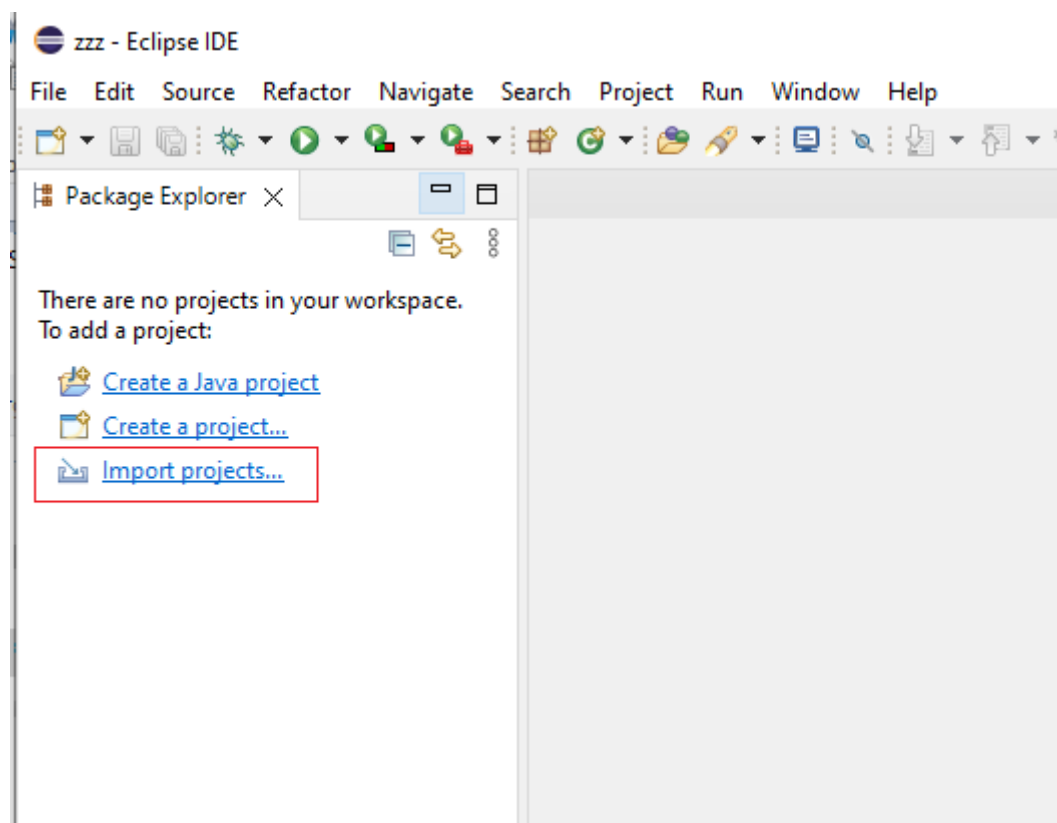 zzz - Eclipse IDE
File Edit Source Refactor Navigate Search Project Run Window Help
Package Explorer
There are no projects in your workspace.
To add a project:
Create a Java project
Create a project...
Import projects...